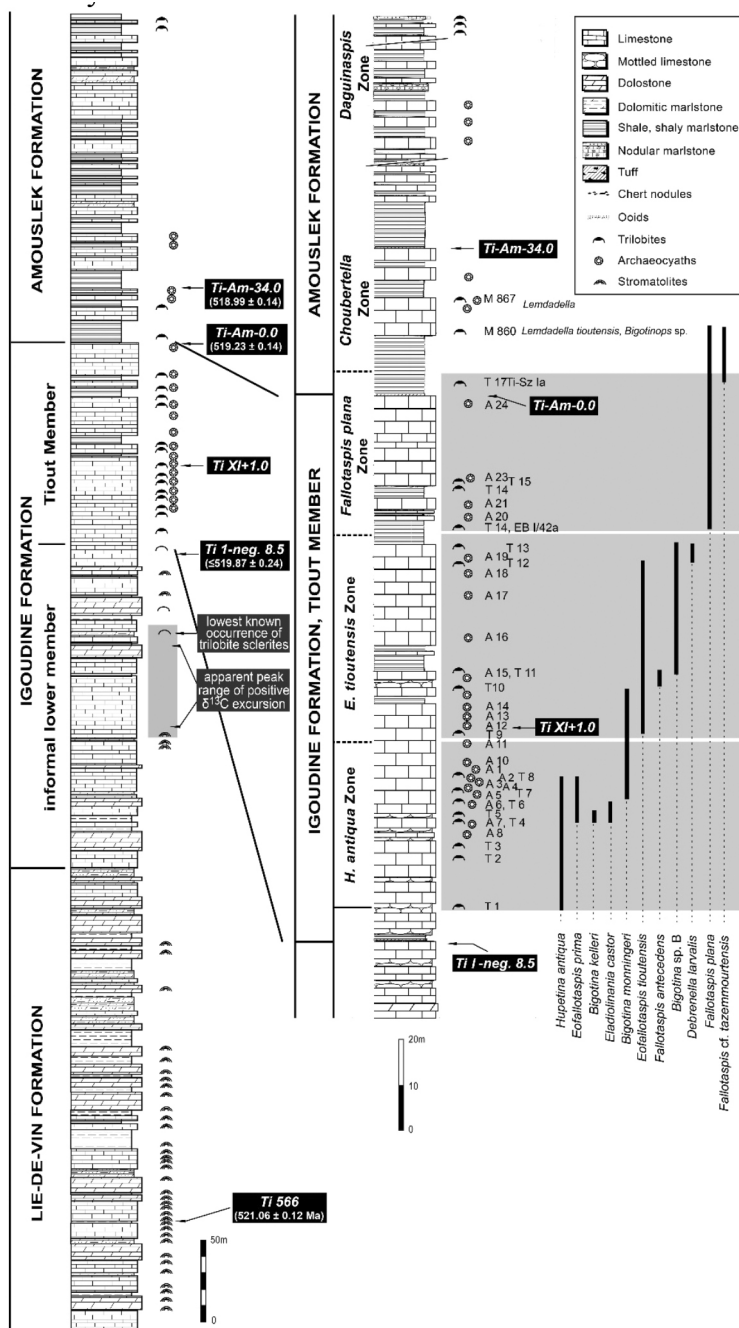 AMOUSLEK FORMATION
IGOUDINE FORMATION
Tiout Member
informal lower member
LIE-DE-VIN FORMATION
Ti-Am-34.0
(518.99 ± 0.14)
Ti-Am-0.0
(519.23 ± 0.14)
Ti XI+1.0
Ti 1-neg. 8.5
(≤519.87 ± 0.24)
lowest known
occurrence of
trilobite sclerites
apparent peak
range of positive
δ13C excursion
Ti 566
(521.06 ± 0.12 Ma)
50m
0
AMOUSLEK FORMATION
IGOUDINE FORMATION, TIOUT MEMBER
Daguinaspis
Zone
Choubertella
Zone
Fallotaspis plana
Zone
E. tioutensis Zone
H. antiqua Zone
Ti-Am-34.0
M 867 Lemdadella
M 860 Lemdadella tioutensis, Bigotinops sp.
T 17Ti-Sz Ia
Ti-Am-0.0
A 24
A 23
T 15
T 14
A 21
A 20
T 14, EB I/42a
T 13
A 19
T 12
A 18
A 17
A 16
A 15, T 11
T10
A 14
A 13
A 12
Ti XI+1.0
T 9
A 11
A 10
A 1
A 2 T 8
A 3 A 4
A 5 T 7
A 6, T 6
T 5
A 7, T 4
A 8
T 3
T 2
T 1
Ti I-neg. 8.5
20m
10
0
Hupetina antiqua
Eofallotaspis prima
Bigotina kelleri
Eladiolinania castor
Bigotina monningeri
Eofallotaspis tioutensis
Fallotaspis antecedens
Bigotina sp. B
Debrenella larvalis
Fallotaspis plana
Fallotaspis cf. tazemmourtensis
Limestone
Mottled limestone
Dolostone
Dolomitic marlstone
Shale, shaly marlstone
Nodular marlstone
Tuff
Chert nodules
Ooids
Trilobites
Archaeocyaths
Stromatolites